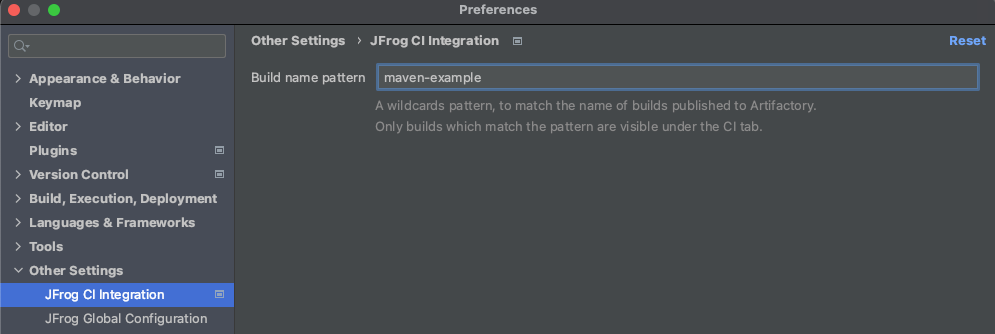 Preferences
Other Settings › JFrog CI Integration
Reset
Appearance & Behavior
Keymap
Editor
Plugins
Version Control
Build, Execution, Deployment
Languages & Frameworks
Tools
Other Settings
JFrog CI Integration
JFrog Global Configuration
Build name pattern maven-example
A wildcards pattern, to match the name of builds published to Artifactory.
Only builds which match the pattern are visible under the CI tab.